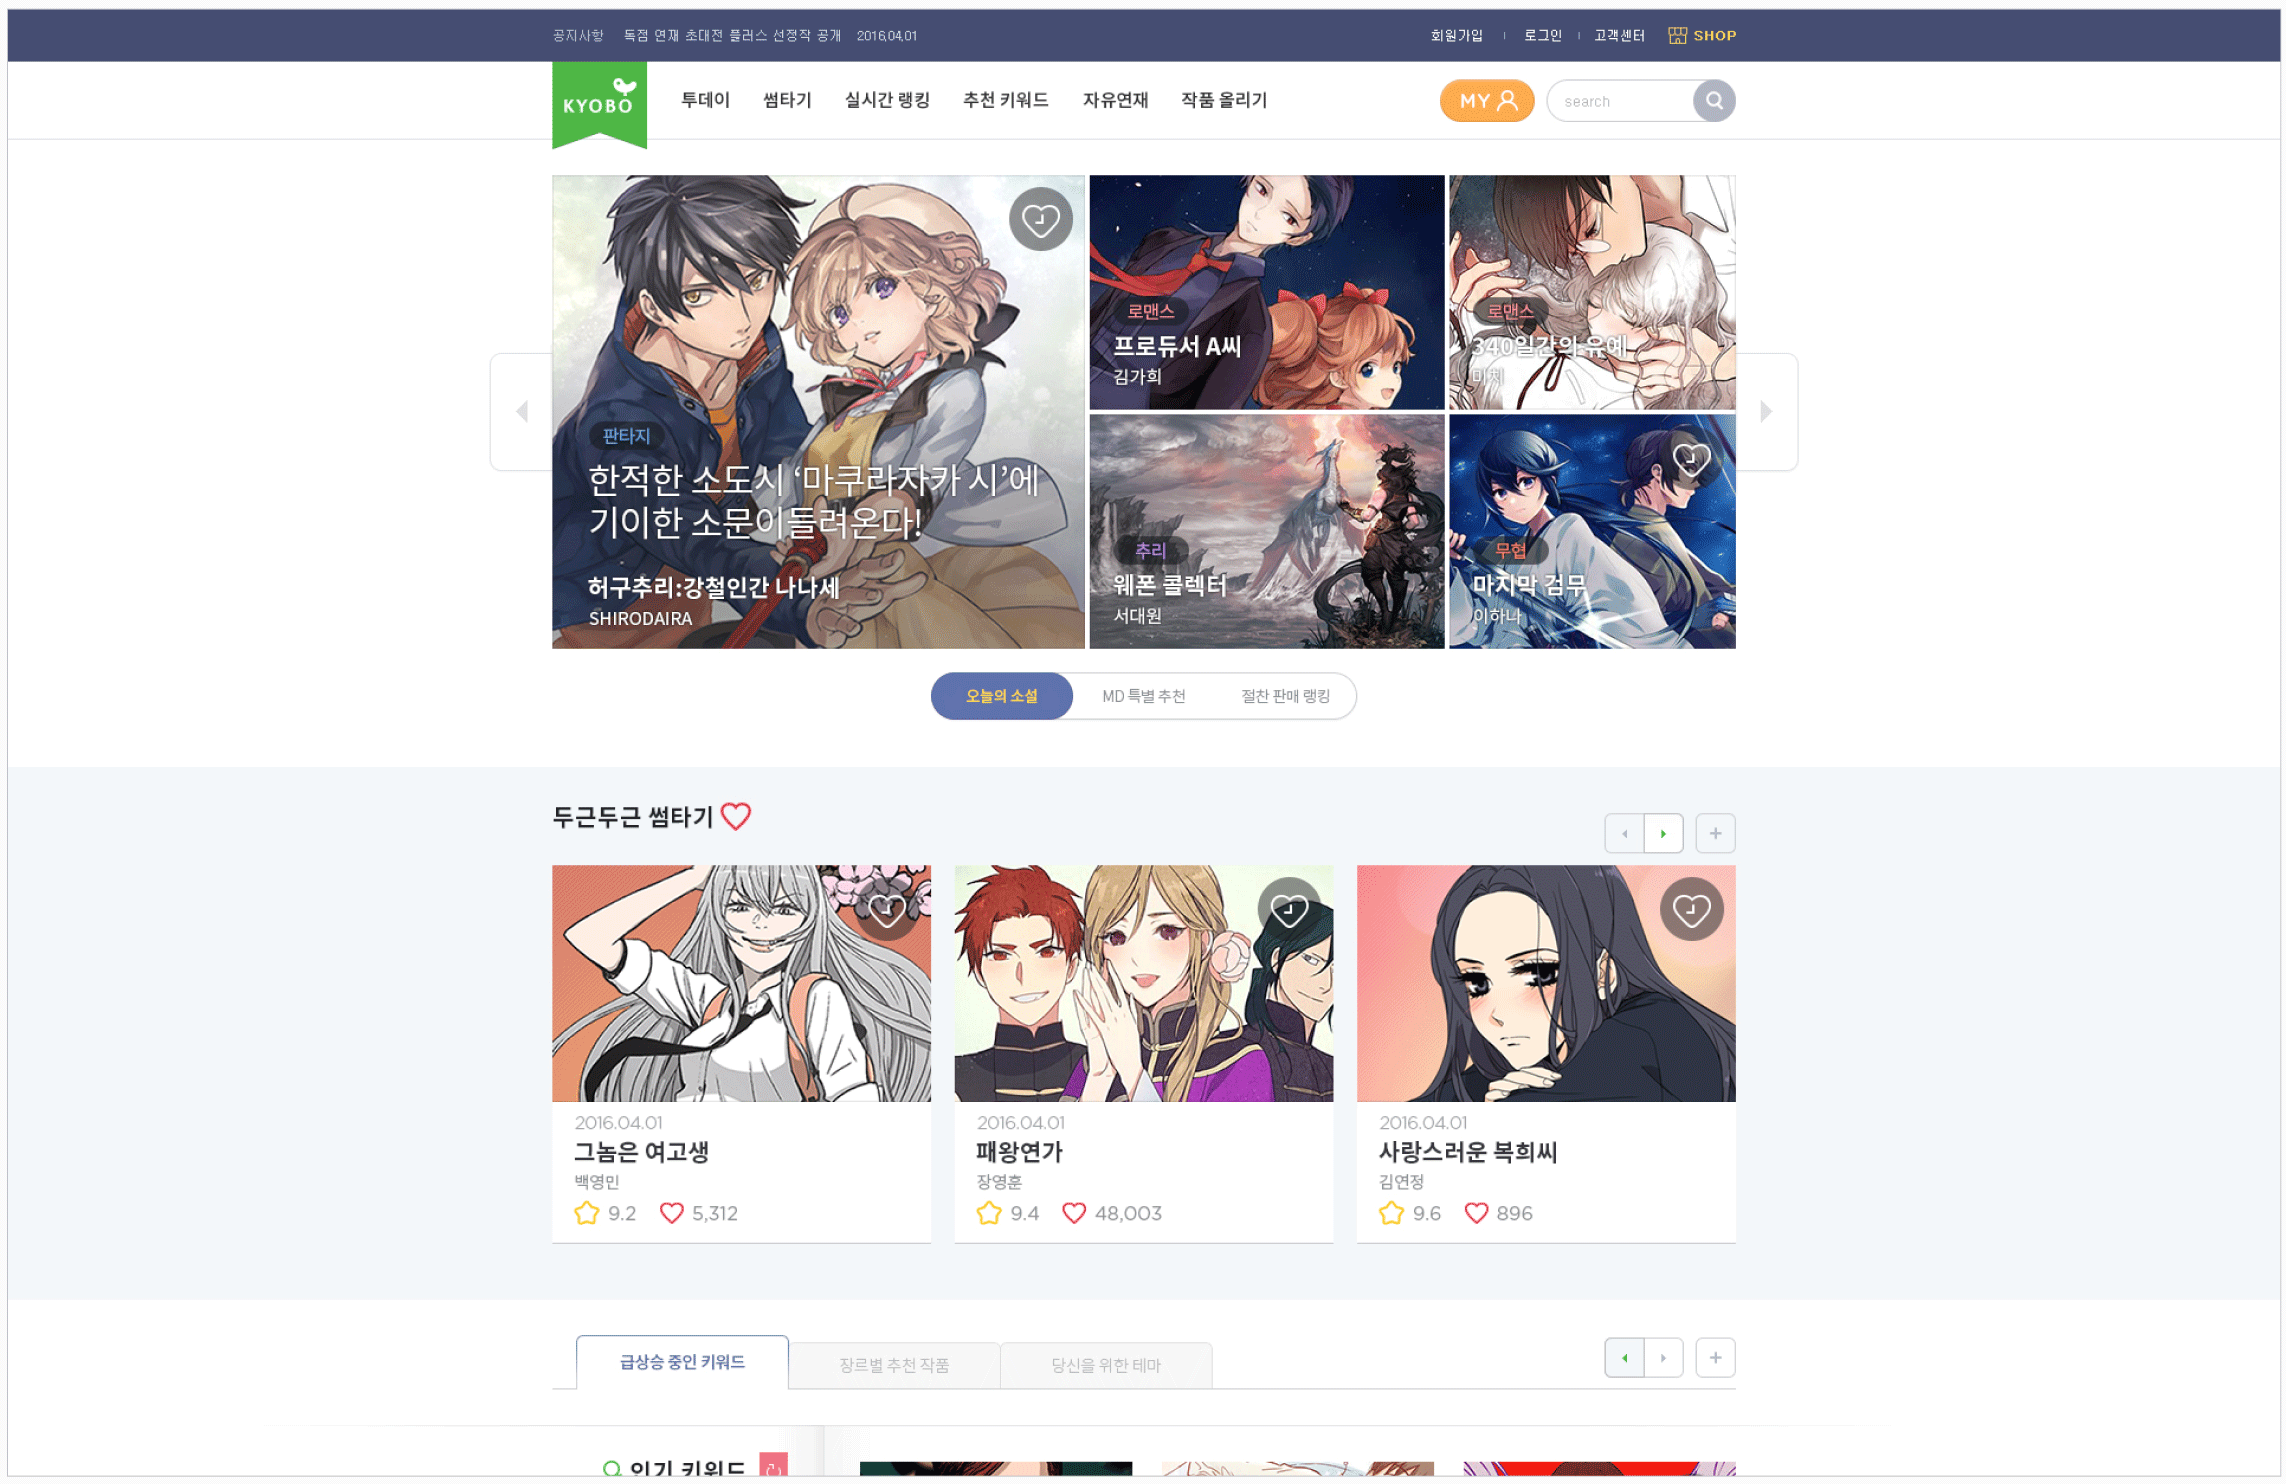 공지사항 독점 연재 초대전 플러스 선정작 공개 2016.04.01
회원가입 로그인 고객센터 SHOP
KYOBO
투데이 썸타기 실시간 랭킹 추천 키워드 자유연재 작품 올리기
MY
search
판타지
한적한 소도시 ‘마쿠라자카 시’에
기이한 소문이들려온다!
허구추리:강철인간 나나세
SHIRODAIRA
로맨스
프로듀서 A씨
김가희
로맨스
340일간의 유예
미치
추리
웨폰 콜렉터
서대원
무협
마지막 검무
이하나
오늘의 소설 MD 특별 추천 절찬 판매 랭킹
두근두근 썸타기
2016.04.01
그놈은 여고생
백영민
9.2 5,312
2016.04.01
패왕연가
장영훈
9.4 48,003
2016.04.01
사랑스러운 복희씨
김연정
9.6 896
급상승 중인 키워드 장르별 추천 작품 당신을 위한 테마
인기 키워드